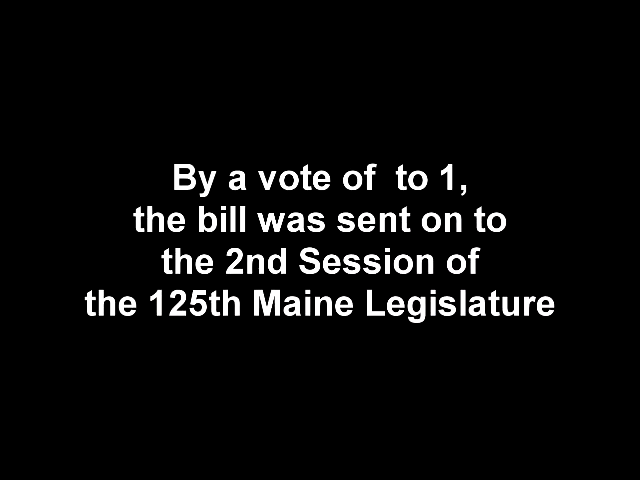 By a vote of  to 1,
the bill was sent on to
the 2nd Session of
the 125th Maine Legislature